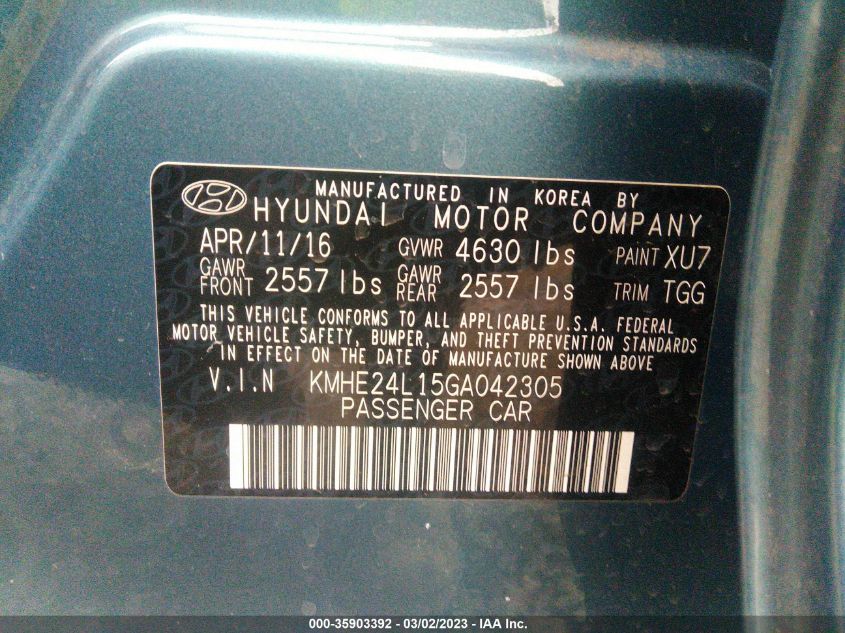 MANUFACTURED IN KOREA BY
HYUNDAI MOTOR COMPANY
APR/11/16 GVWR 4630 lbs PAINT XU7
GAWR FRONT 2557 lbs GAWR REAR 2557 lbs TRIM TGG
THIS VEHICLE CONFORMS TO ALL APPLICABLE U.S.A. FEDERAL
MOTOR VEHICLE SAFETY, BUMPER, AND THEFT PREVENTION STANDARDS
IN EFFECT ON THE DATE OF MANUFACTURE SHOWN ABOVE
V.I.N KMHE24L15GA042305
PASSENGER CAR
000-35903392 - 03/02/2023 - IAA Inc.